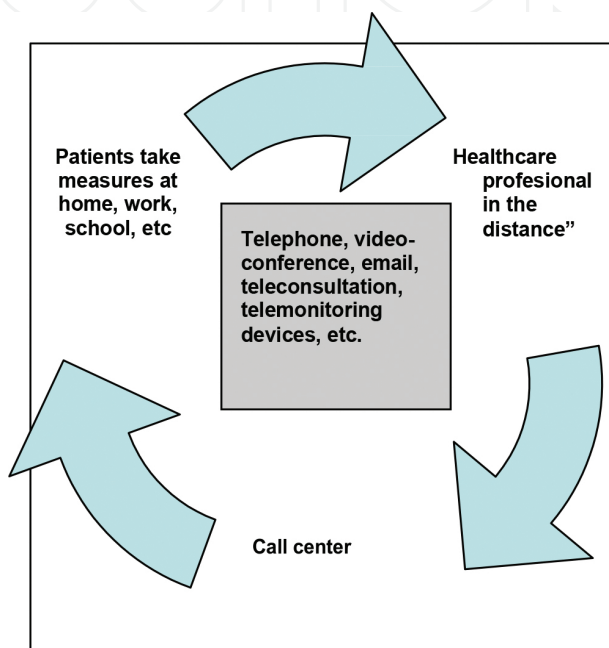 Patients take
measures at
home, work,
school, etc
Healthcare
profesional
in the
distance”
Telephone, video-
conference, email,
teleconsultation,
telemonitoring
devices, etc.
Call center